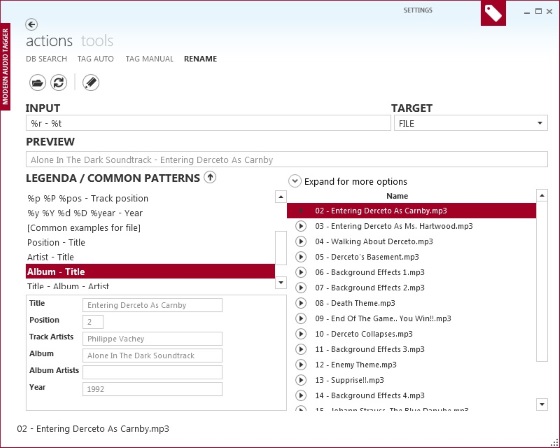 SETTINGS
MODERN AUDIO TAGGER
actions tools
DB SEARCH TAG AUTO TAG MANUAL RENAME
INPUT
%r - %t
TARGET
FILE
PREVIEW
Alone In The Dark Soundtrack - Entering Derceto As Carnby
LEGENDA / COMMON PATTERNS
%p %P %pos - Track position
%y %Y %d %D %year - Year
[Common examples for file]
Position - Title
Artist - Title
Album - Title
Title - Album - Artist
Title Entering Derceto As Carnby
Position 2
Track Artists Philippe Vachey
Album Alone In The Dark Soundtrack
Album Artists
Year 1992
Expand for more options
Name
02 - Entering Derceto As Carnby.mp3
03 - Entering Derceto As Ms. Hartwood.mp3
04 - Walking About Derceto.mp3
05 - Derceto's Basement.mp3
06 - Background Effects 1.mp3
07 - Background Effects 2.mp3
08 - Death Theme.mp3
09 - End Of The Game.. You Win!!.mp3
10 - Derceto Collapses.mp3
11 - Background Effects 3.mp3
12 - Enemy Theme.mp3
13 - Supprisell.mp3
14 - Background Effects 4.mp3
15 - Johann Strauss, The Blue Danube.mp3
02 - Entering Derceto As Carnby.mp3